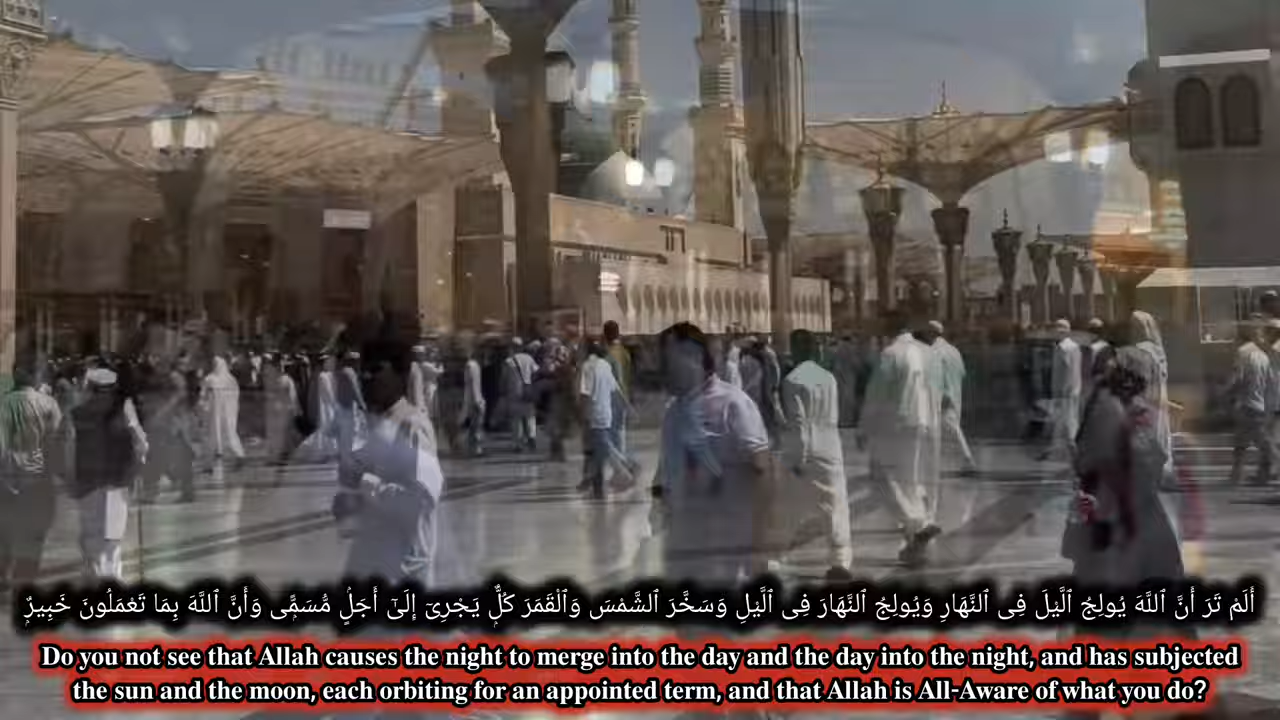 أَلَمْ تَرَ أَنَّ ٱللَّهَ يُولِجُ ٱلَّيْلَ فِى ٱلنَّهَارِ وَيُولِجُ ٱلنَّهَارَ فِى ٱلَّيْلِ وَسَخَّرَ ٱلشَّمْسَ وَٱلْقَمَرَ كُلٌّۭ يَجْرِىٓ إِلَىٰٓ أَجَلٍۢ مُّسَمًّۭى وَأَنَّ ٱللَّهَ بِمَا تَعْمَلُونَ خَبِيرٌۭ
Do you not see that Allah causes the night to merge into the day and the day into the night, and has subjected
the sun and the moon, each orbiting for an appointed term, and that Allah is All-Aware of what you do?